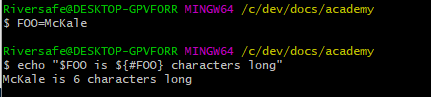 Riversafe@DESKTOP-GPVFORR MINGW64 /c/dev/docs/academy
$ FOO=McKale
Riversafe@DESKTOP-GPVFORR MINGW64 /c/dev/docs/academy
$ echo "$FOO is ${#FOO} characters long"
McKale is 6 characters long